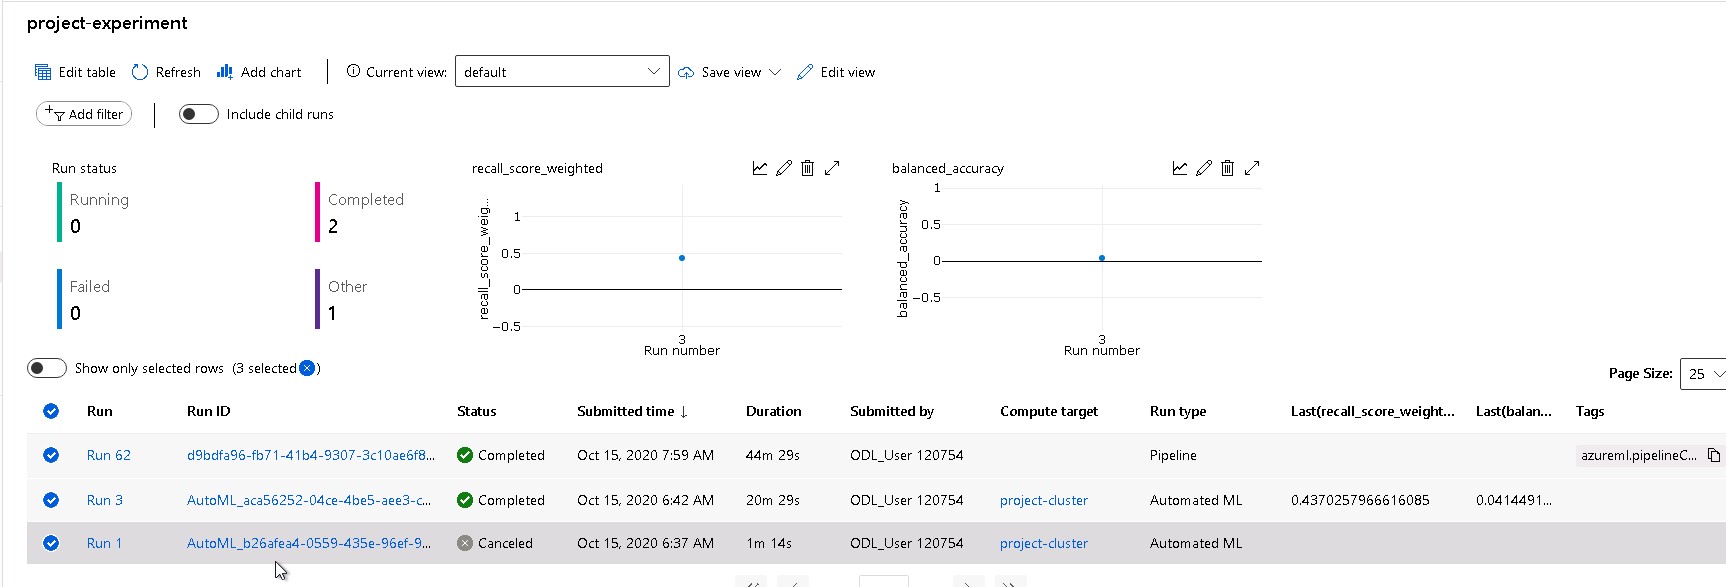 project-experiment
Edit table Refresh Add chart Current view: default Save view Edit view
Add filter Include child runs
Run status
Running
0
Completed
2
Failed
0
Other
1
recall_score_weighted
recall_score_weig...
1
0.5
0
−0.5
3
Run number
balanced_accuracy
balanced_accuracy
1
0.5
0
−0.5
3
Run number
Show only selected rows (3 selected)
Page Size: 25
Run Run ID Status Submitted time ↓ Duration Submitted by Compute target Run type Last(recall_score_weight... Last(balan... Tags
Run 62 d9bdfa96-fb71-41b4-9307-3c10ae6f8... Completed Oct 15, 2020 7:59 AM 44m 29s ODL_User 120754 Pipeline azureml.pipelineC...
Run 3 AutoML_aca56252-04ce-4be5-aee3-c... Completed Oct 15, 2020 6:42 AM 20m 29s ODL_User 120754 project-cluster Automated ML 0.4370257966616085 0.0414491...
Run 1 AutoML_b26afea4-0559-435e-96ef-9... Canceled Oct 15, 2020 6:37 AM 1m 14s ODL_User 120754 project-cluster Automated ML